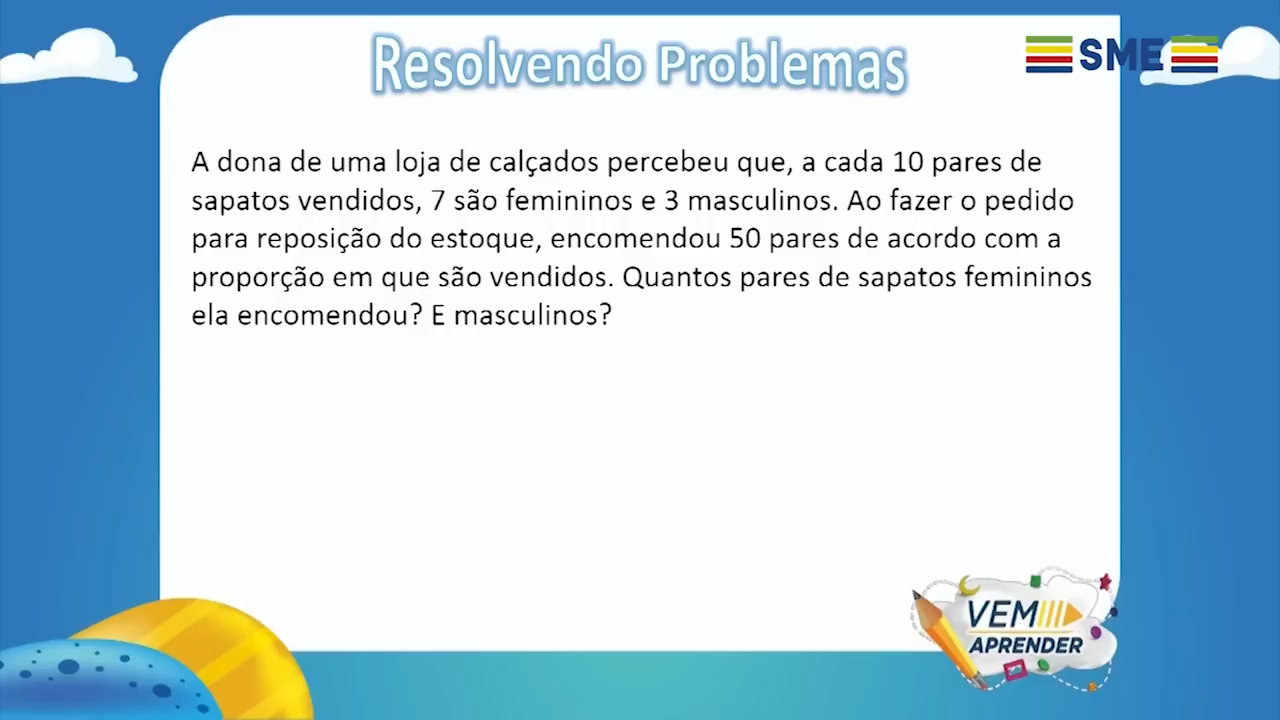 Resolvendo Problemas
SME
A dona de uma loja de calçados percebeu que, a cada 10 pares de
sapatos vendidos, 7 são femininos e 3 masculinos. Ao fazer o pedido
para reposição do estoque, encomendou 50 pares de acordo com a
proporção em que são vendidos. Quantos pares de sapatos femininos
ela encomendou? E masculinos?
VEM
APRENDER